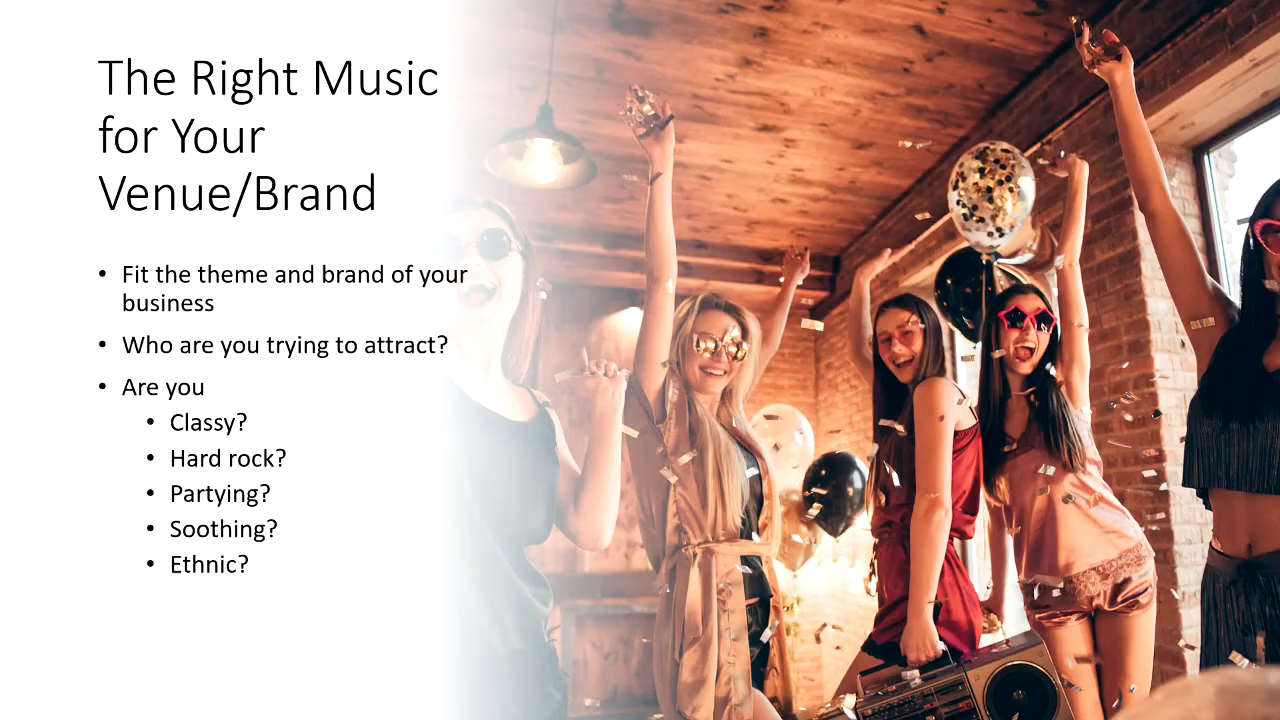 The Right Music
for Your
Venue/Brand
• Fit the theme and brand of your
business
• Who are you trying to attract?
• Are you
• Classy?
• Hard rock?
• Partying?
• Soothing?
• Ethnic?